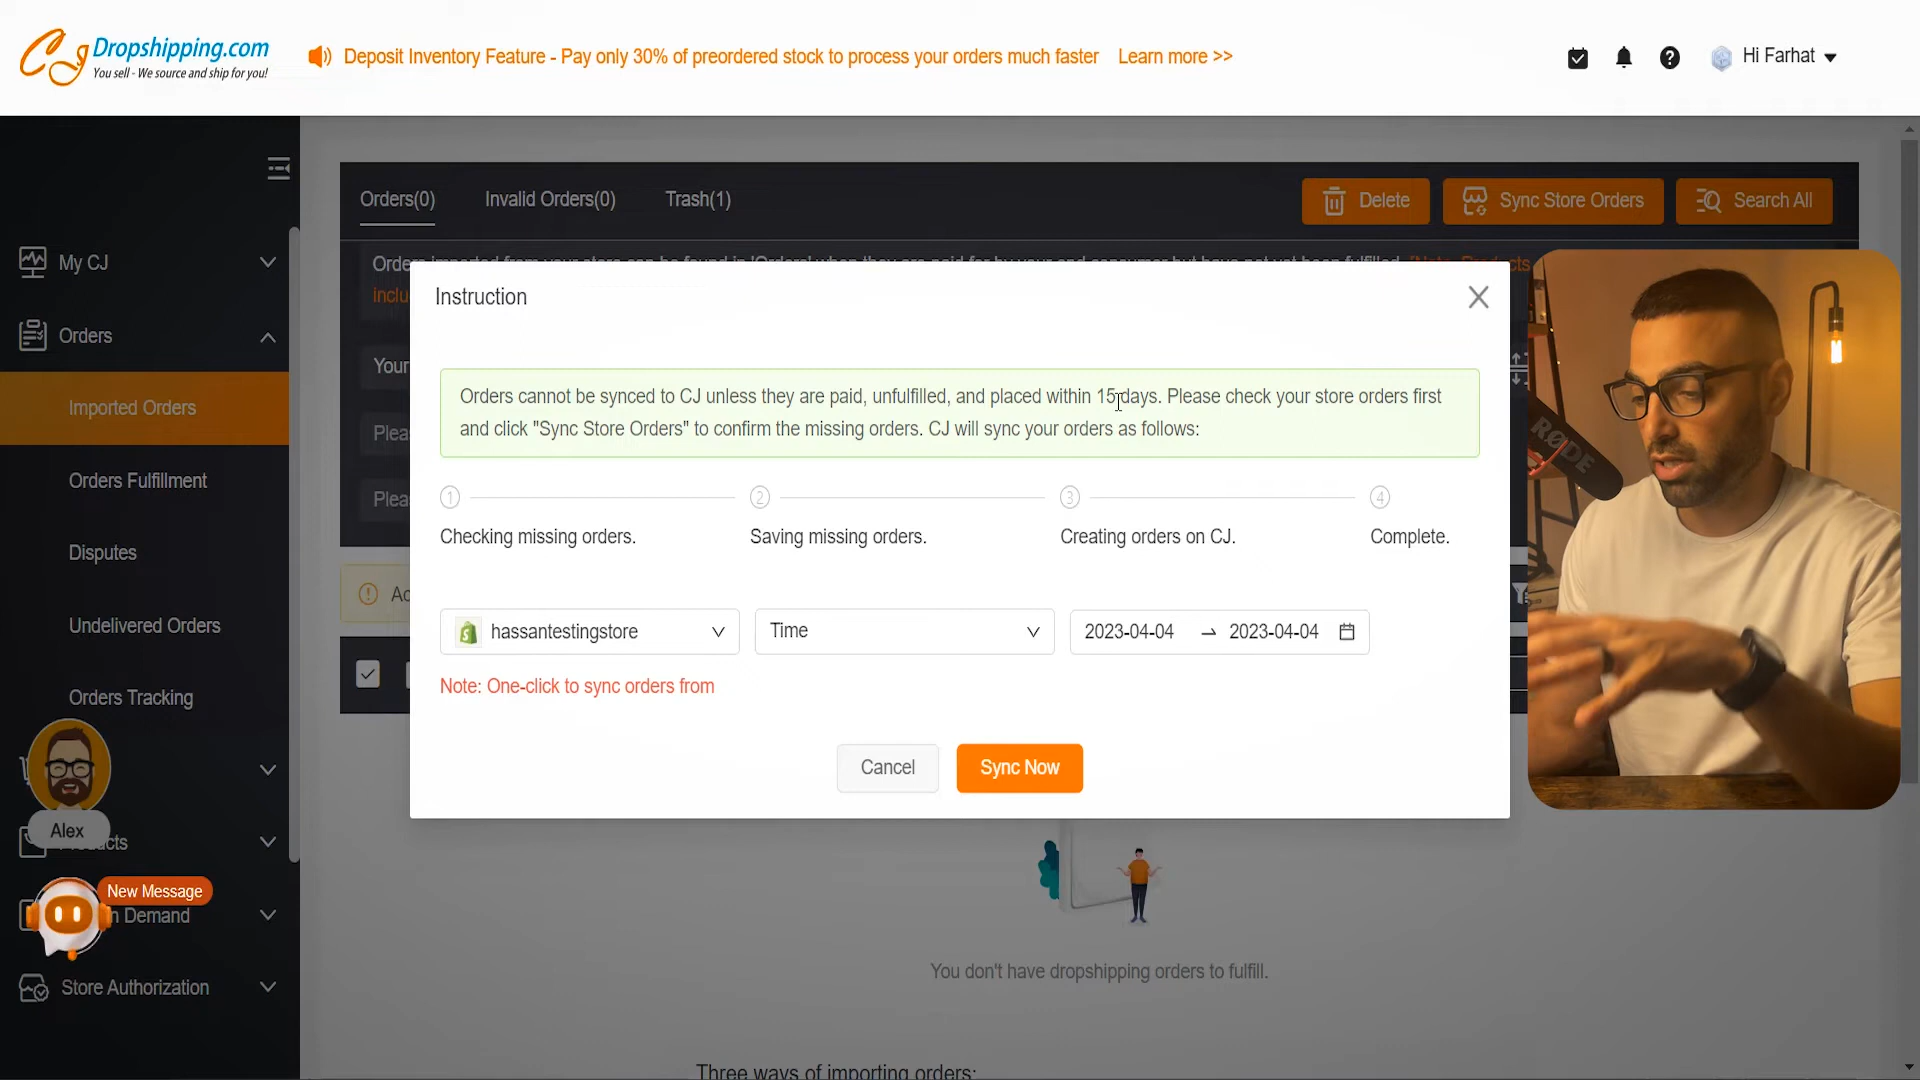 CJ Dropshipping.com
You sell - We source and ship for you!
Deposit Inventory Feature - Pay only 30% of preordered stock to process your orders much faster Learn more >>
Hi Farhat
My CJ
Orders
Imported Orders
Orders Fulfillment
Disputes
Undelivered Orders
Orders Tracking
Alex
New Message
Demand
Store Authorization
Orders(0) Invalid Orders(0) Trash(1)
Delete
Sync Store Orders
Search All
Instruction
Orders cannot be synced to CJ unless they are paid, unfulfilled, and placed within 15 days. Please check your store orders first
and click "Sync Store Orders" to confirm the missing orders. CJ will sync your orders as follows:
1 2 3 4
Checking missing orders. Saving missing orders. Creating orders on CJ. Complete.
hassantestingstore Time 2023-04-04 → 2023-04-04
Note: One-click to sync orders from
Cancel Sync Now
RØDE
You don't have dropshipping orders to fulfill.
Three ways of importing orders: